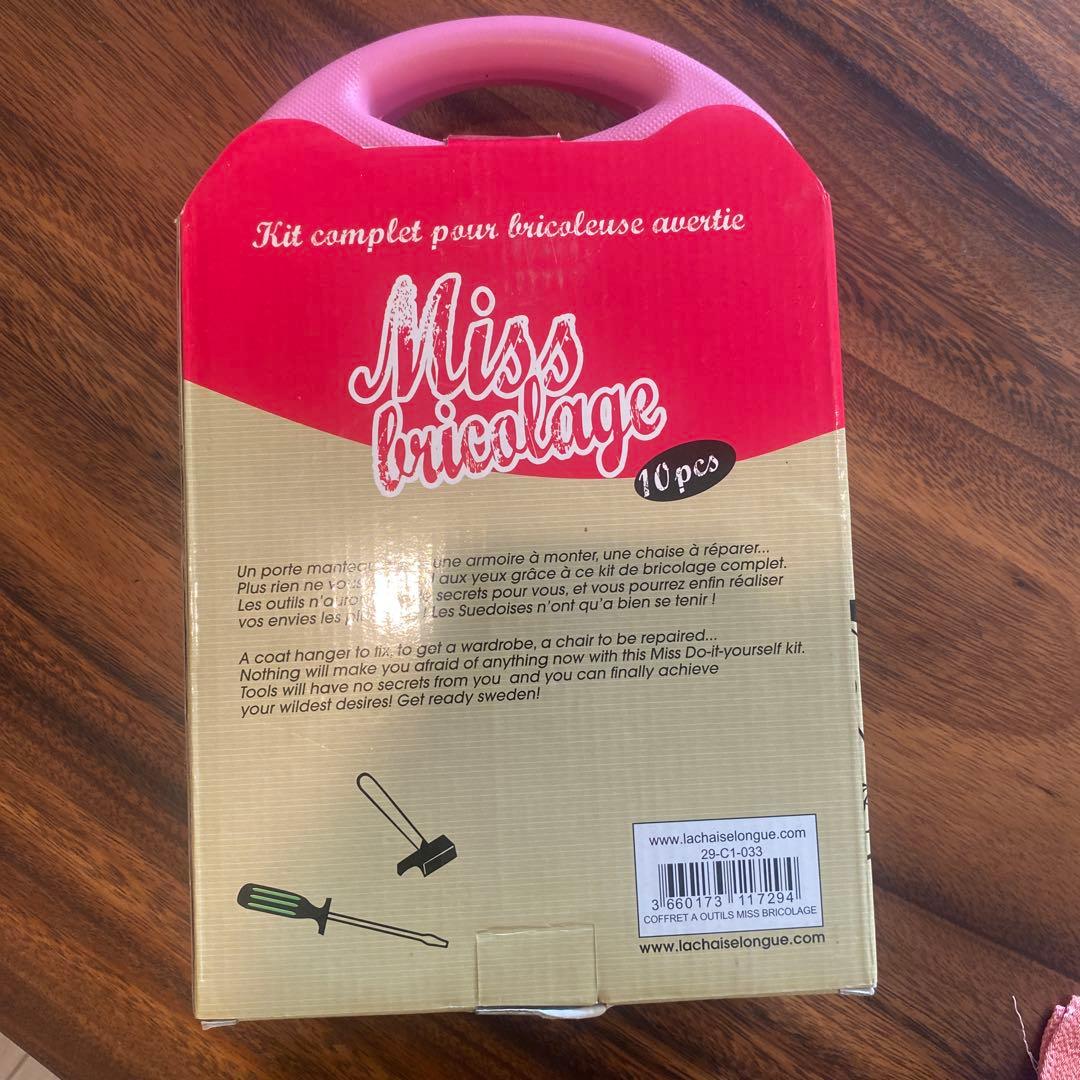 Kit complet pour bricoleuse avertie
Miss
bricolage
10 pcs
Un porte manteau une armoire à monter, une chaise à réparer...
Plus rien ne vous aux yeux grâce à ce kit de bricolage complet.
Les outils n'auront secrets pour vous, et vous pourrez enfin réaliser
vos envies les ! Les Suedoises n'ont qu'a bien se tenir !
A coat hanger to fix, to get a wardrobe, a chair to be repaired...
Nothing will make you afraid of anything now with this Miss Do-it-yourself kit.
Tools will have no secrets from you and you can finally achieve
your wildest desires! Get ready sweden!
www.lachaiselongue.com
29-C1-033
3 660173 117294
COFFRET A OUTILS MISS BRICOLAGE
www.lachaiselongue.com